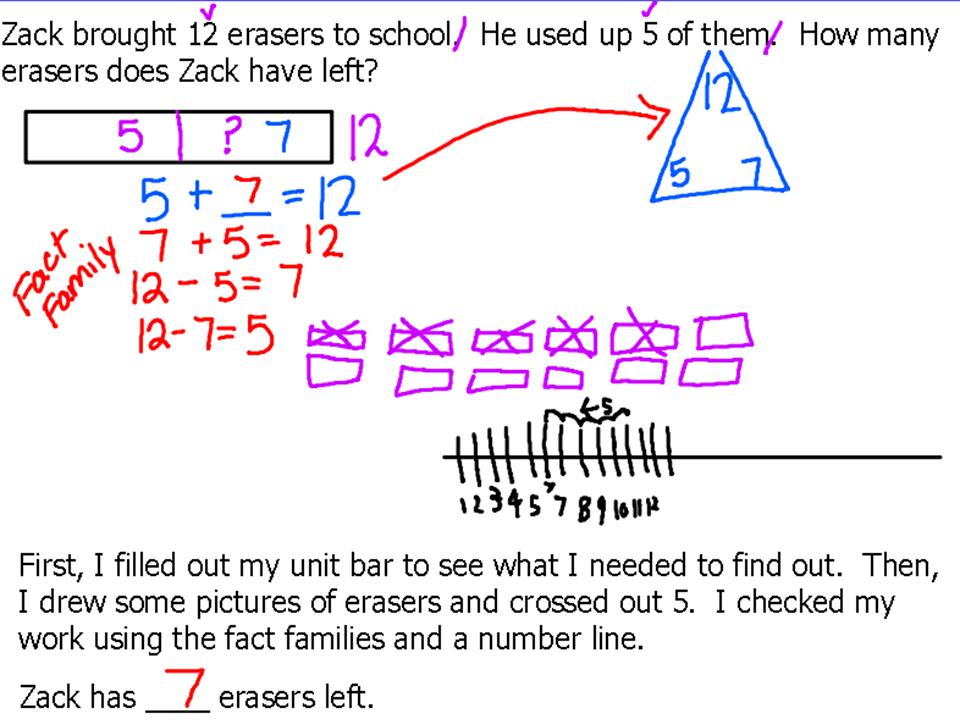 Zack brought 12 erasers to school. He used up 5 of them. How many
erasers does Zack have left?
5 | ? 7 12
12
5 7
5 + 7 = 12
Fact Family
7 + 5 = 12
12 - 5 = 7
12 - 7 = 5
< 5
1 2 3 4 5 7 8 9 10 11 12
First, I filled out my unit bar to see what I needed to find out. Then,
I drew some pictures of erasers and crossed out 5. I checked my
work using the fact families and a number line.
Zack has 7 erasers left.